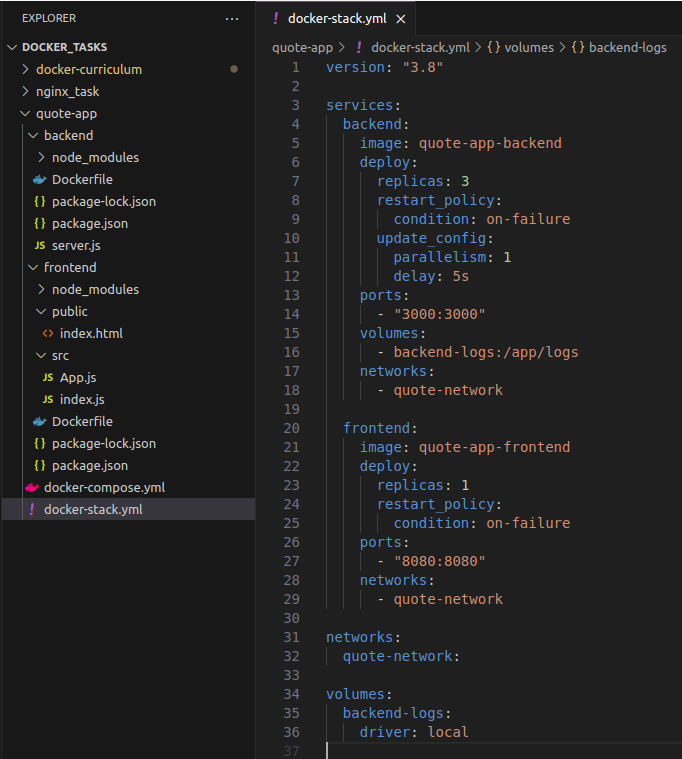 EXPLORER
...
DOCKER_TASKS
docker-curriculum
nginx_task
quote-app
backend
node_modules
Dockerfile
{} package-lock.json
{} package.json
JS server.js
frontend
node_modules
public
<> index.html
src
JS App.js
JS index.js
Dockerfile
{} package-lock.json
{} package.json
docker-compose.yml
! docker-stack.yml
! docker-stack.yml ×
quote-app > ! docker-stack.yml > {} volumes > {} backend-logs
1 version: "3.8"
2
3 services:
4   backend:
5     image: quote-app-backend
6     deploy:
7       replicas: 3
8       restart_policy:
9         condition: on-failure
10       update_config:
11         parallelism: 1
12         delay: 5s
13     ports:
14       - "3000:3000"
15     volumes:
16       - backend-logs:/app/logs
17     networks:
18       - quote-network
19
20   frontend:
21     image: quote-app-frontend
22     deploy:
23       replicas: 1
24       restart_policy:
25         condition: on-failure
26     ports:
27       - "8080:8080"
28     networks:
29       - quote-network
30
31 networks:
32   quote-network:
33
34 volumes:
35   backend-logs:
36     driver: local
37